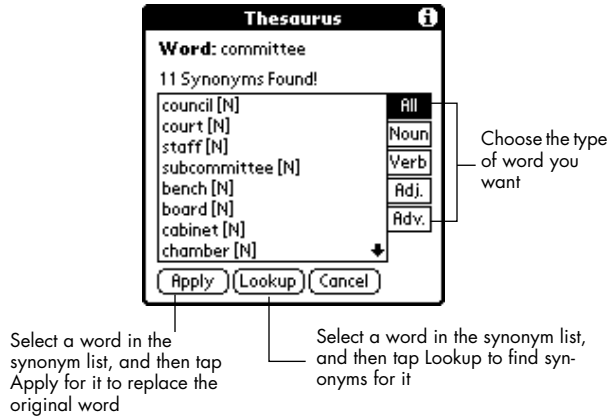 Thesaurus
Word: committee
11 Synonyms Found!
council [N]
court [N]
staff [N]
subcommittee [N]
bench [N]
board [N]
cabinet [N]
chamber [N]
All
Noun
Verb
Adj.
Adv.
Choose the type
of word you
want
Apply Lookup Cancel
Select a word in the
synonym list, and then tap
Apply for it to replace the
original word
Select a word in the synonym list,
and then tap Lookup to find syn-
onyms for it